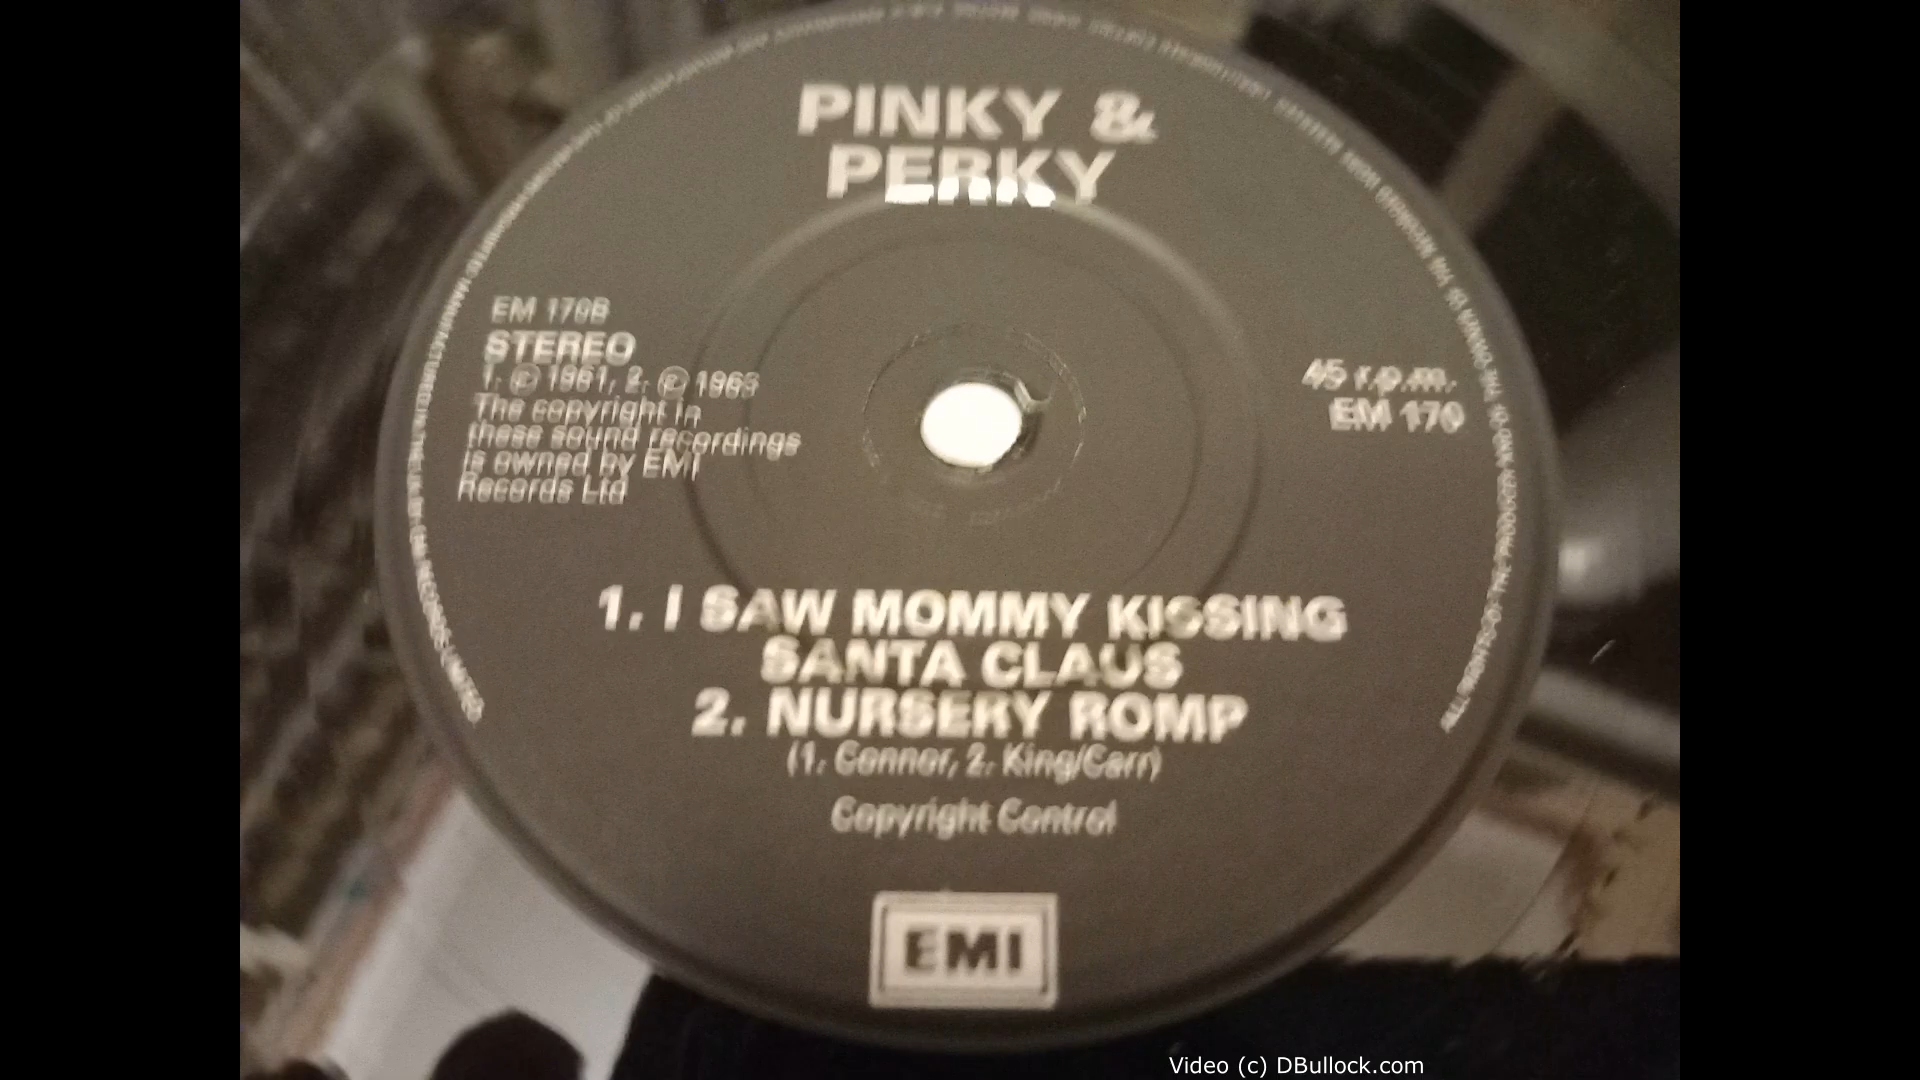 PINKY &
PERKY
EM 170B
STEREO
1. ℗ 1961, 2. ℗ 1963
The copyright in
these sound recordings
is owned by EMI
Records Ltd
45 r.p.m.
EM 170
1. I SAW MOMMY KISSING
SANTA CLAUS
2. NURSERY ROMP
(1. Connor, 2. King/Carr)
Copyright Control
EMI
Video (c) DBullock.com